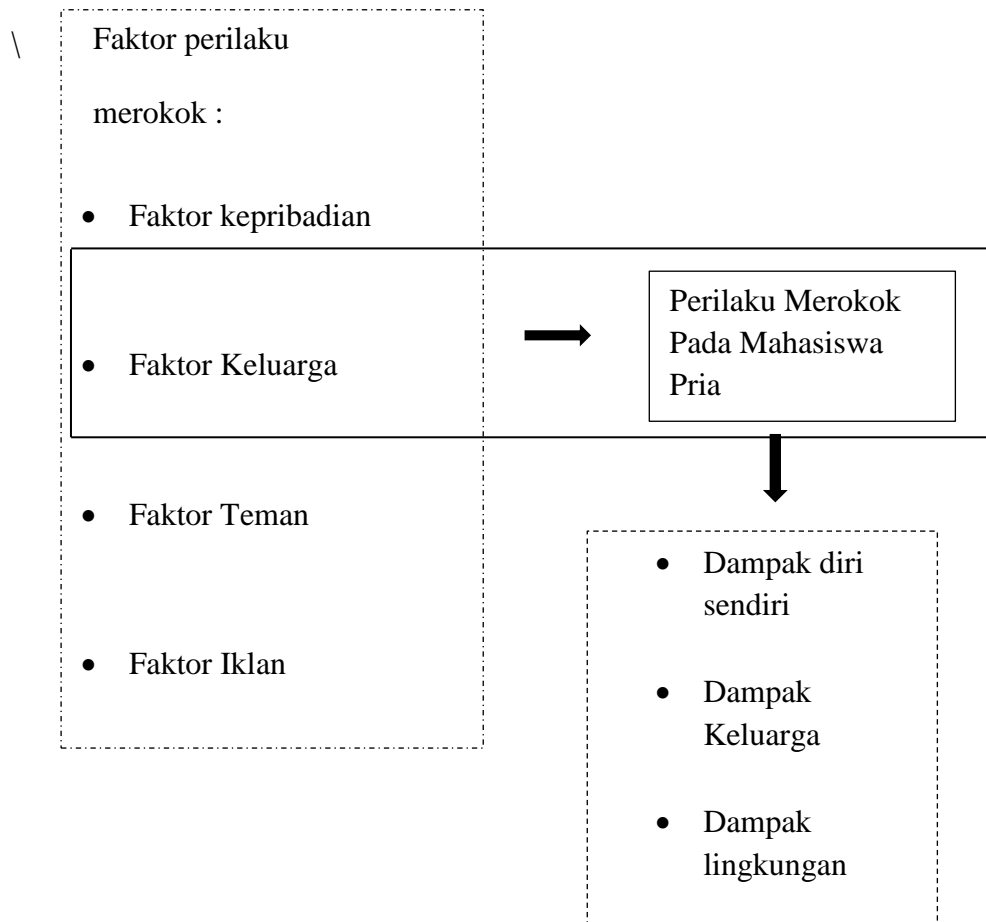 \
Faktor perilaku
merokok :
• Faktor kepribadian
• Faktor Keluarga
• Faktor Teman
• Faktor Iklan
Perilaku Merokok
Pada Mahasiswa
Pria
• Dampak diri
sendiri
• Dampak
Keluarga
• Dampak
lingkungan